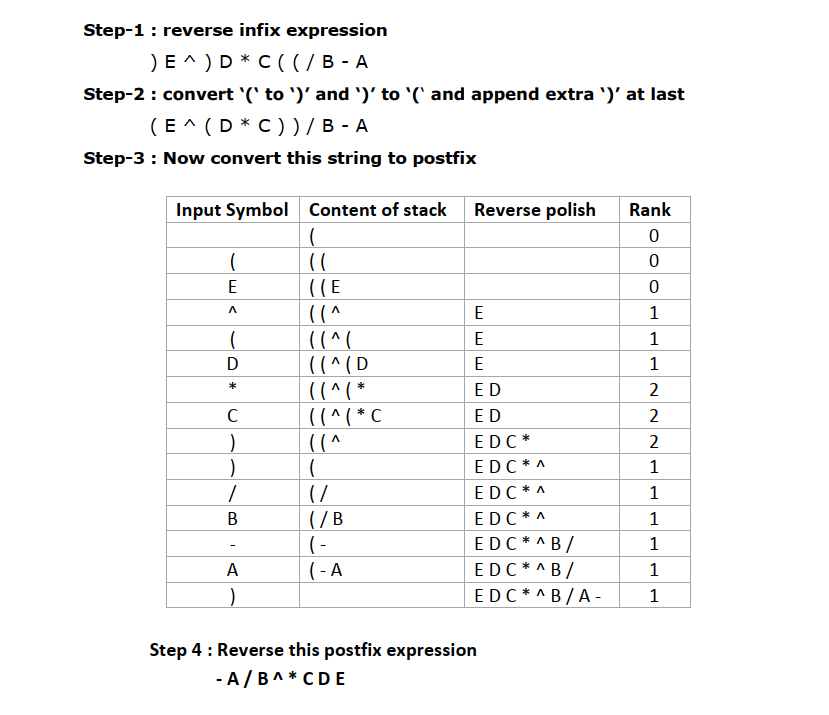 Step-1 : reverse infix expression
) E ^ ) D * C ( ( / B - A
Step-2 : convert ‘(‘ to ‘)’ and ‘)’ to ‘(‘ and append extra ‘)’ at last
( E ^ ( D * C ) ) / B - A
Step-3 : Now convert this string to postfix
Input Symbol Content of stack Reverse polish Rank
( 0
( ( ( 0
E ( ( E 0
^ ( ( ^ E 1
( ( ( ^ ( E 1
D ( ( ^ ( D E 1
* ( ( ^ ( * E D 2
C ( ( ^ ( * C E D 2
) ( ( ^ E D C * 2
) ( E D C * ^ 1
/ ( / E D C * ^ 1
B ( / B E D C * ^ 1
- ( - E D C * ^ B / 1
A ( - A E D C * ^ B / 1
) E D C * ^ B / A - 1
Step 4 : Reverse this postfix expression
- A / B ^ * C D E